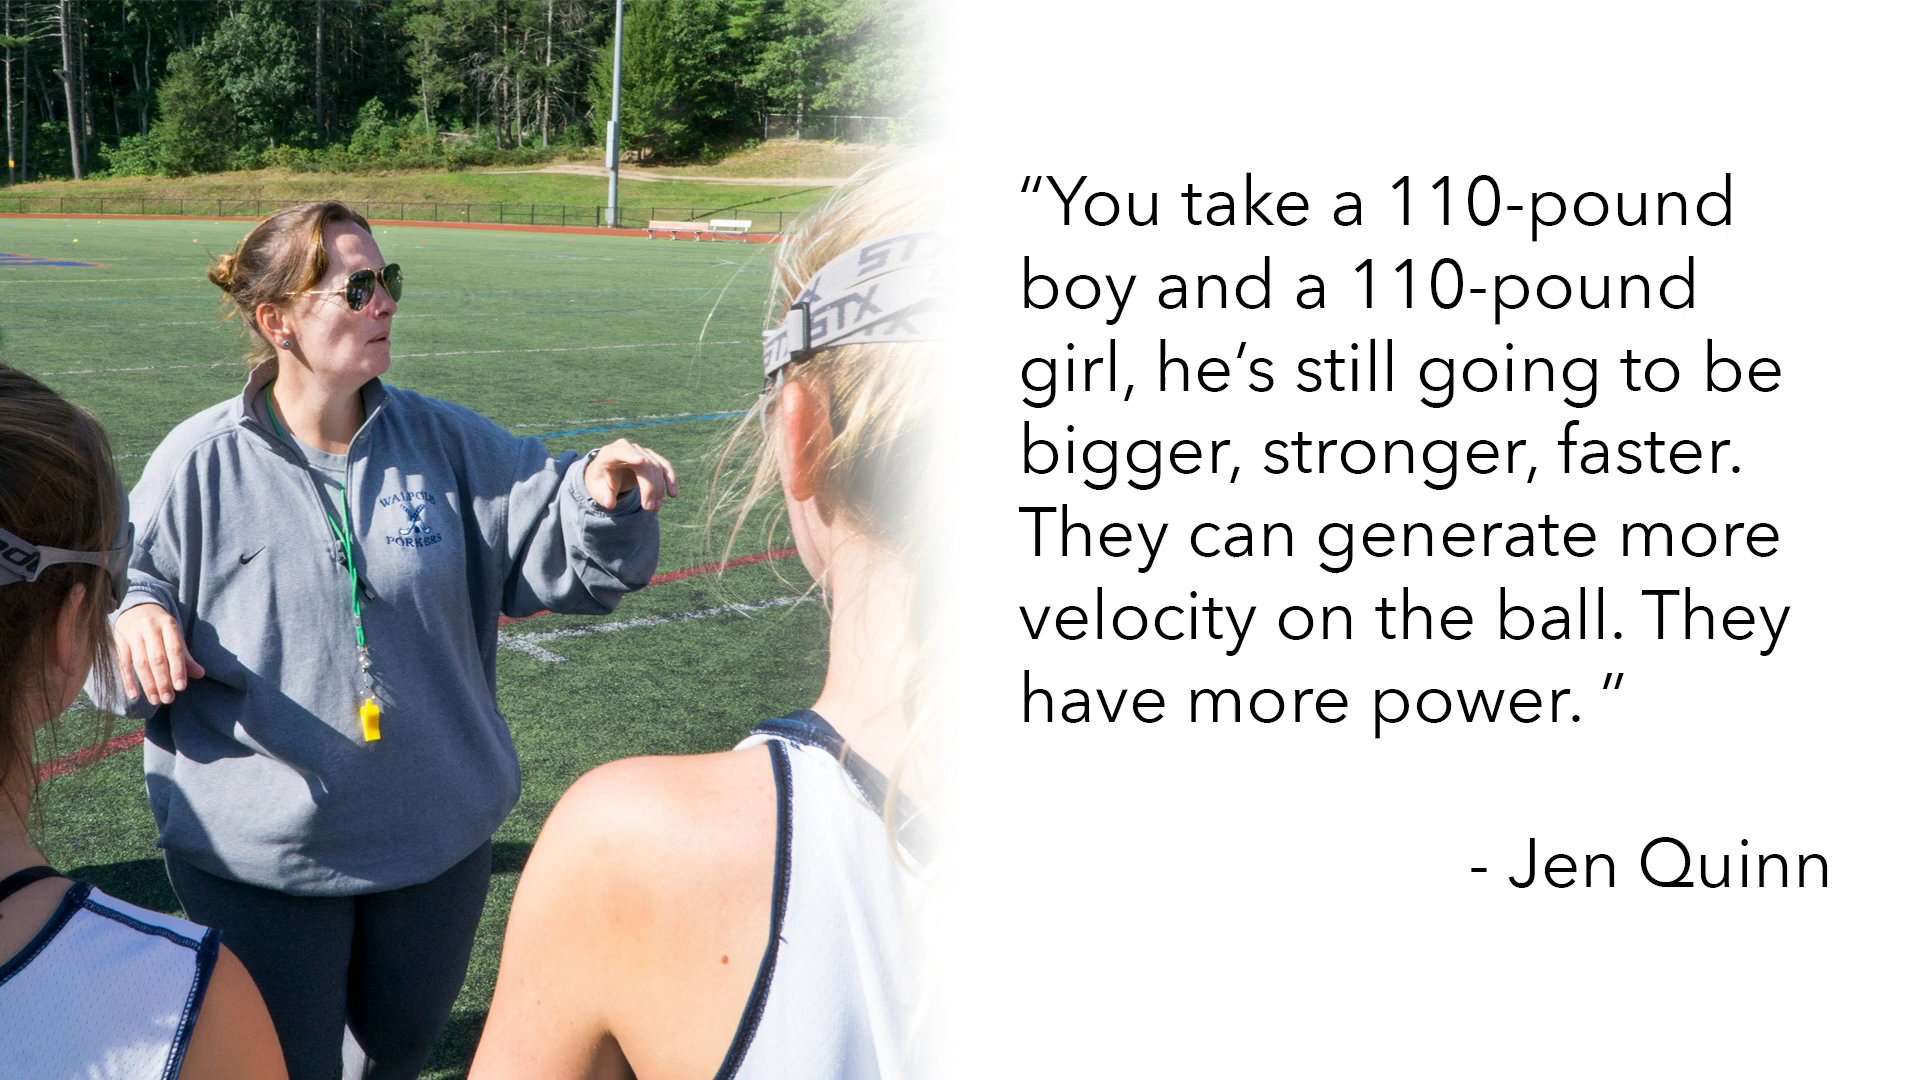 “You take a 110-pound
boy and a 110-pound
girl, he’s still going to be
bigger, stronger, faster.
They can generate more
velocity on the ball. They
have more power. ”
- Jen Quinn
WALPOLE
PORKERS
STX
STX